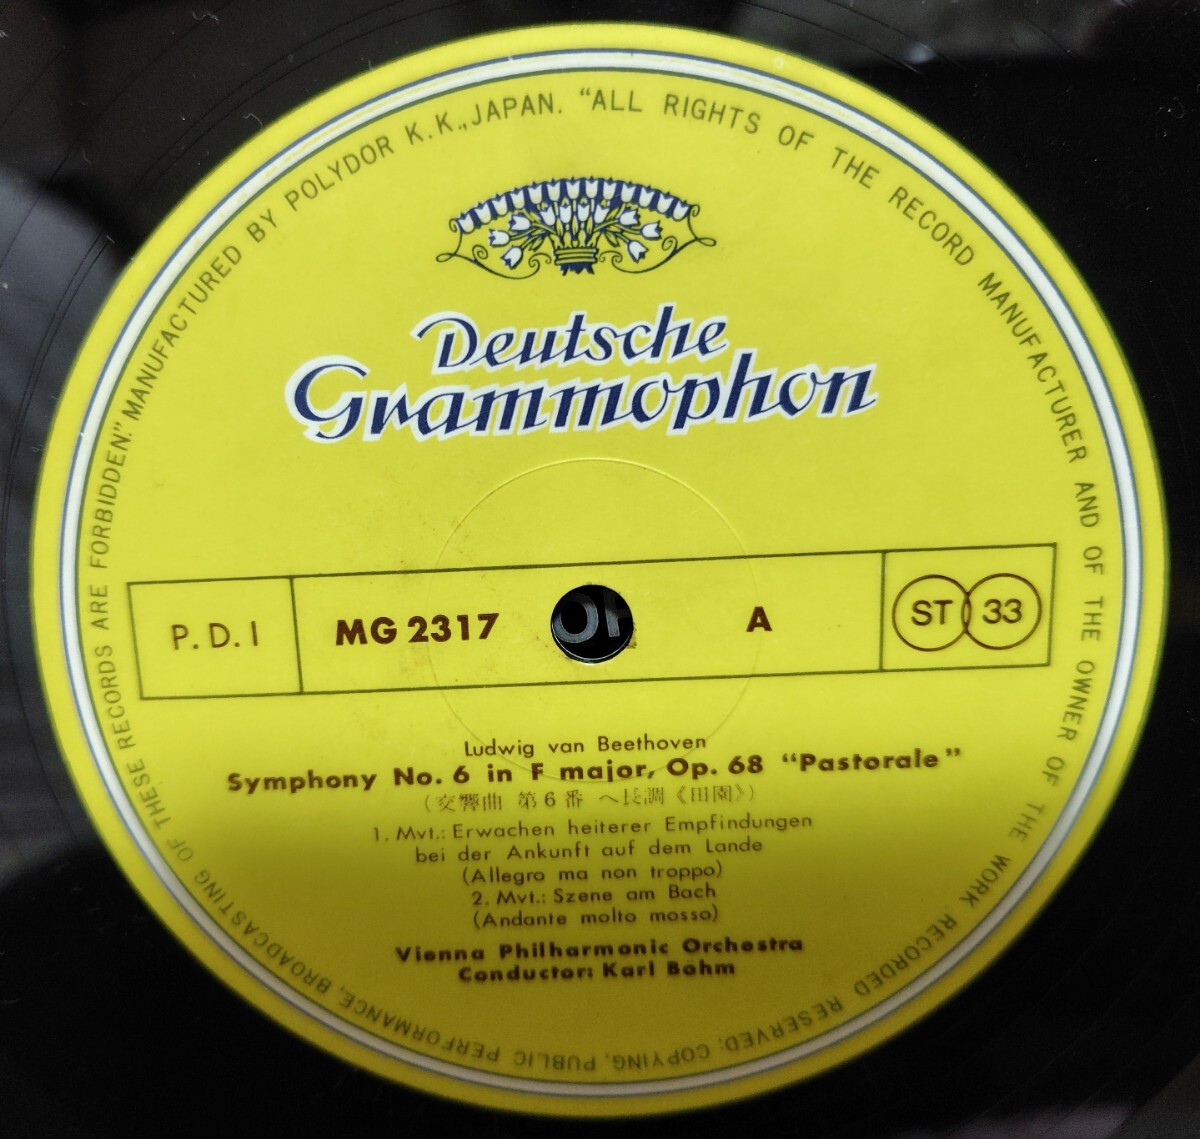 "ALL RIGHTS OF THE RECORD MANUFACTURER AND OF THE OWNER OF THE WORK RECORDED RESERVED; COPYING, PUBLIC PERFORMANCE, BROADCASTING OF THESE RECORDS ARE FORBIDDEN." MANUFACTURED BY POLYDOR K.K., JAPAN.
Deutsche
Grammophon
P.D.I MG 2317 A ST 33
Ludwig van Beethoven
Symphony No. 6 in F major, Op. 68 "Pastorale"
(交響曲 第6番 ヘ長調《田園》)
1. Mvt.: Erwachen heiterer Empfindungen
bei der Ankunft auf dem Lande
(Allegro ma non troppo)
2. Mvt.: Szene am Bach
(Andante molto mosso)
Vienna Philharmonic Orchestra
Conductor: Karl Böhm